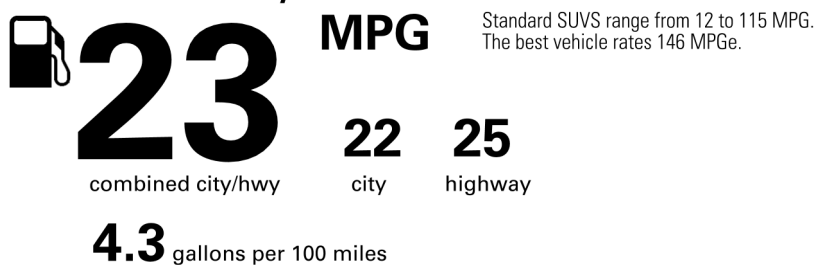 MPG
Standard SUVS range from 12 to 115 MPG.
The best vehicle rates 146 MPGe.
23
22 25
combined city/hwy city highway
4.3 gallons per 100 miles